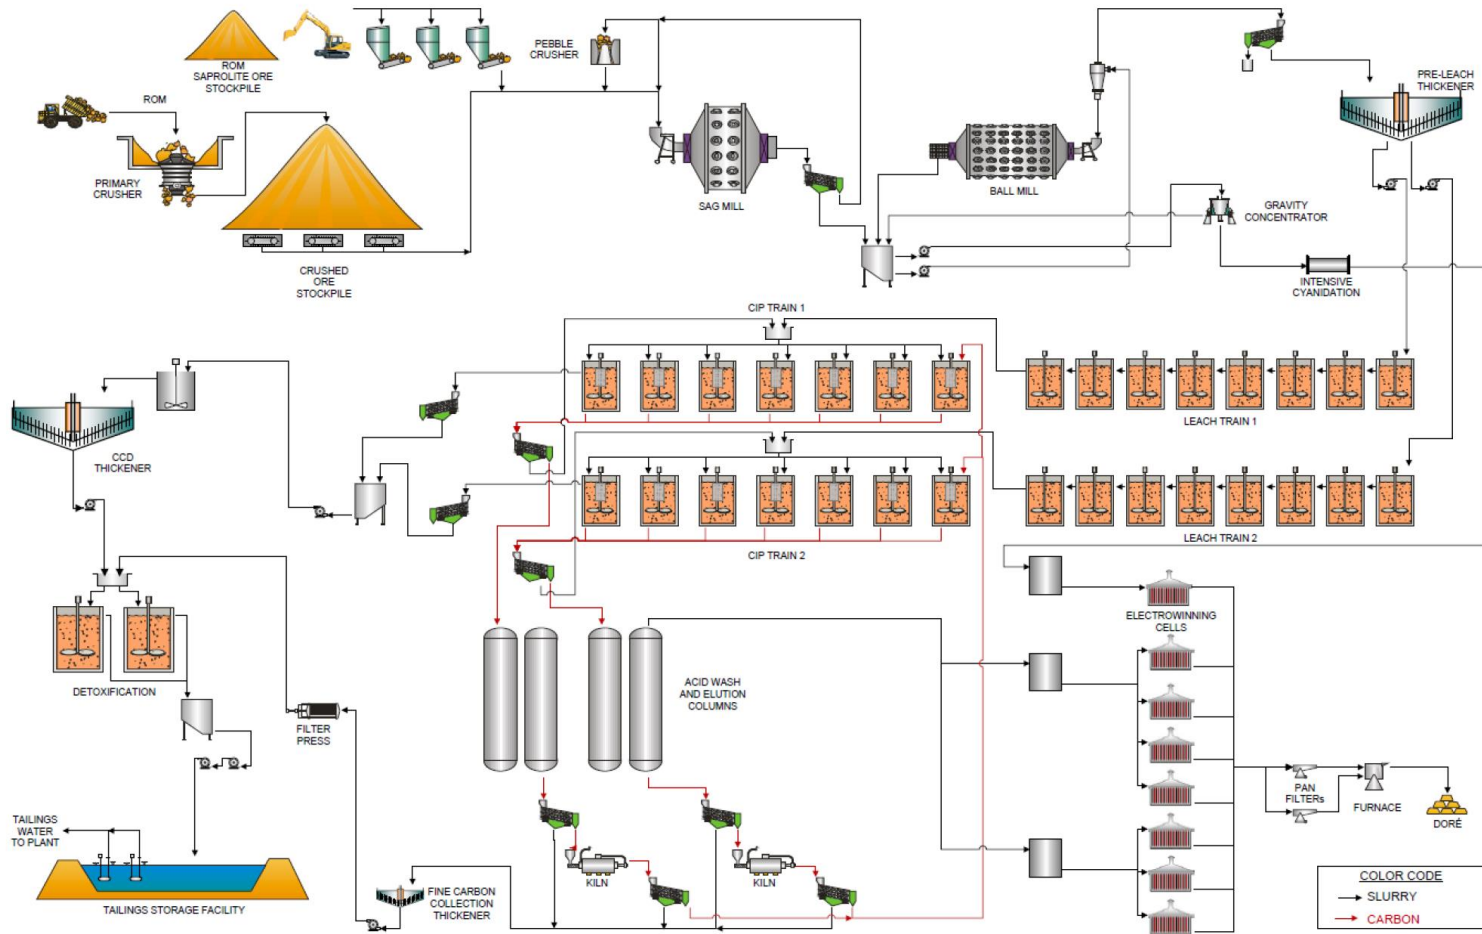 ROM
SAPROLITE ORE
STOCKPILE
PEBBLE
CRUSHER
PRE-LEACH
THICKENER
ROM
PRIMARY
CRUSHER
SAG MILL
BALL MILL
GRAVITY
CONCENTRATOR
CRUSHED
ORE
STOCKPILE
INTENSIVE
CYANIDATION
CIP TRAIN 1
LEACH TRAIN 1
CCD
THICKENER
CIP TRAIN 2
LEACH TRAIN 2
ELECTROWINNING
CELLS
DETOXIFICATION
ACID WASH
AND ELUTION
COLUMNS
FILTER
PRESS
PAN
FILTERs
FURNACE
DORÉ
TAILINGS
WATER
TO PLANT
KILN
KILN
FINE CARBON
COLLECTION
THICKENER
TAILINGS STORAGE FACILITY
COLOR CODE
SLURRY
CARBON